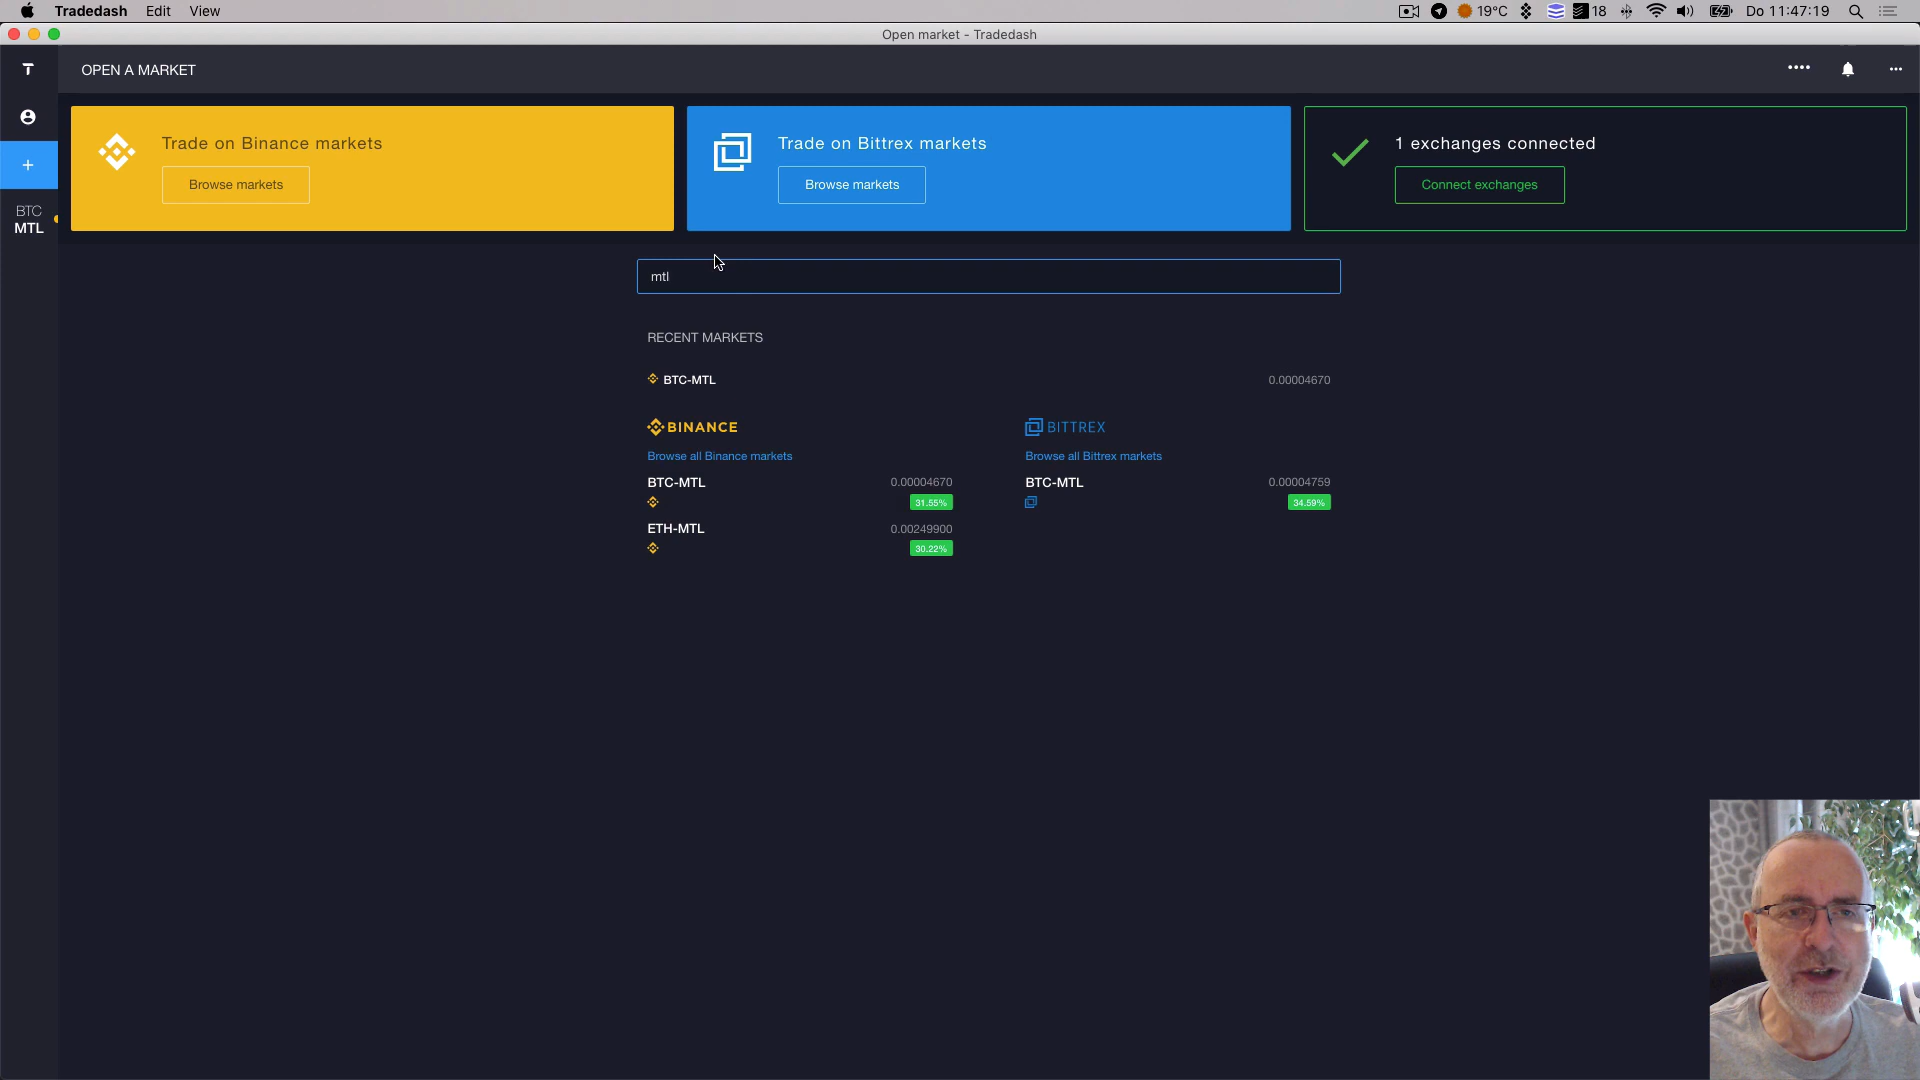 Tradedash Edit View
19°C 18 Do 11:47:19
Open market - Tradedash
OPEN A MARKET
BTC
MTL
Trade on Binance markets
Browse markets
Trade on Bittrex markets
Browse markets
1 exchanges connected
Connect exchanges
mtl
RECENT MARKETS
BTC-MTL 0.00004670
BINANCE
Browse all Binance markets
BTC-MTL 0.00004670
31.55%
ETH-MTL 0.00249900
30.22%
BITTREX
Browse all Bittrex markets
BTC-MTL 0.00004759
34.59%